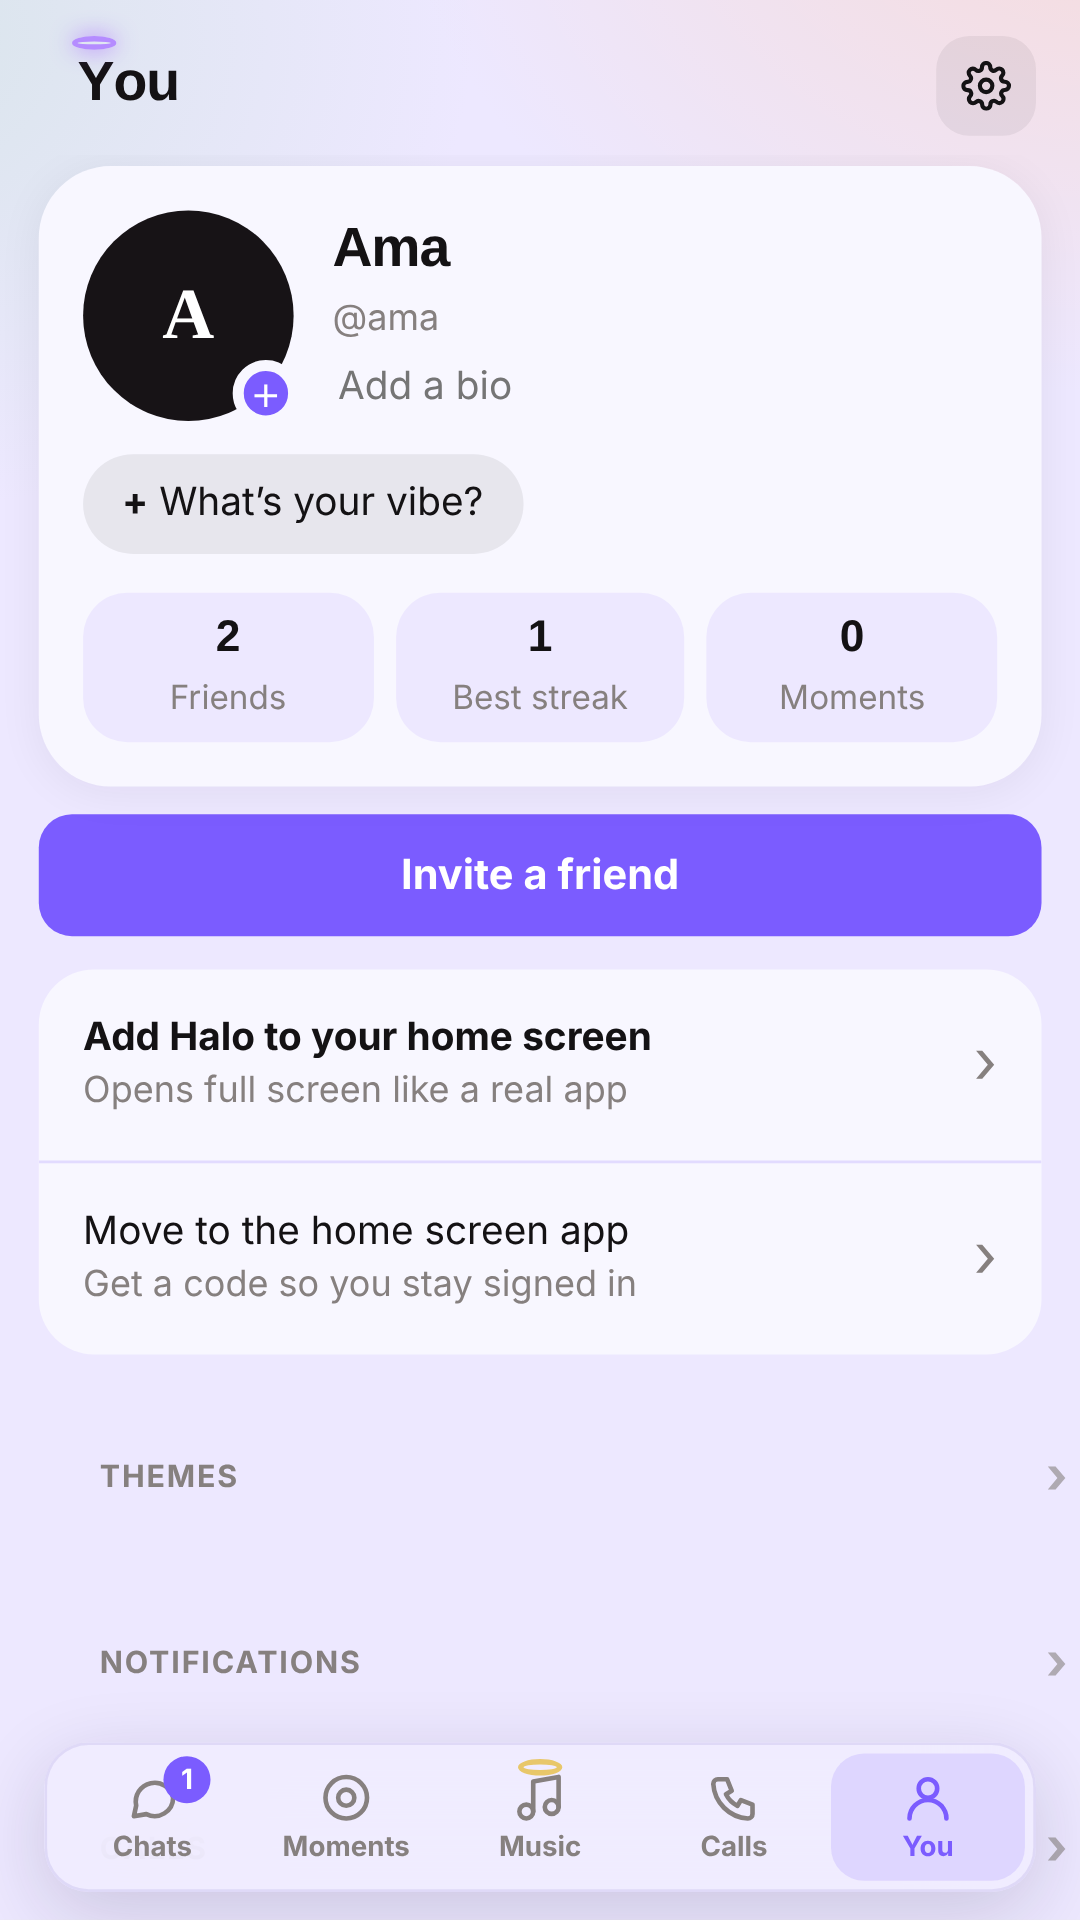 You
A
Ama
@ama
Add a bio
+ What’s your vibe?
2
Friends
1
Best streak
0
Moments
Invite a friend
Add Halo to your home screen
Opens full screen like a real app
Move to the home screen app
Get a code so you stay signed in
THEMES
NOTIFICATIONS
1
Chats
Moments
Music
Calls
You